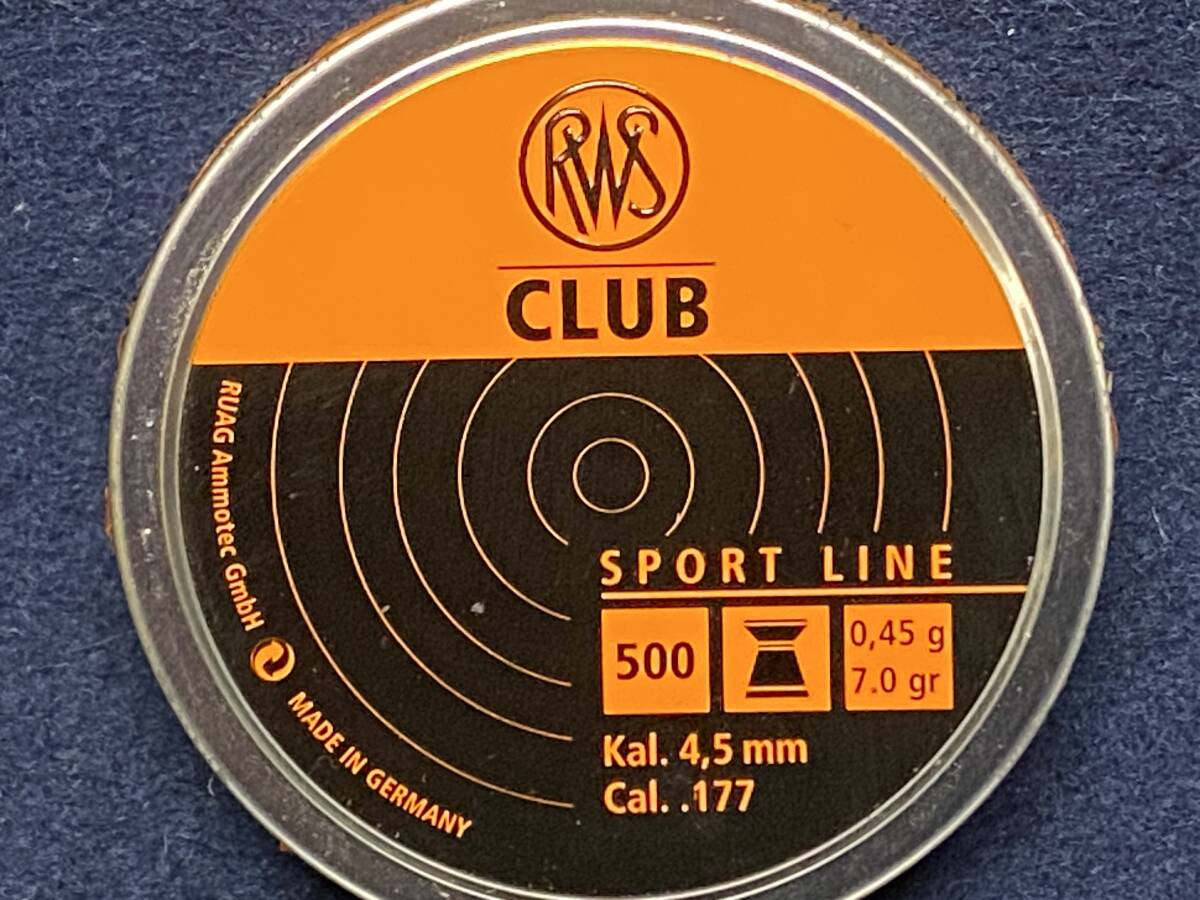 RWS
CLUB
SPORT LINE
500
0,45 g
7.0 gr
Kal. 4,5 mm
Cal. .177
RUAG Ammotec GmbH
MADE IN GERMANY